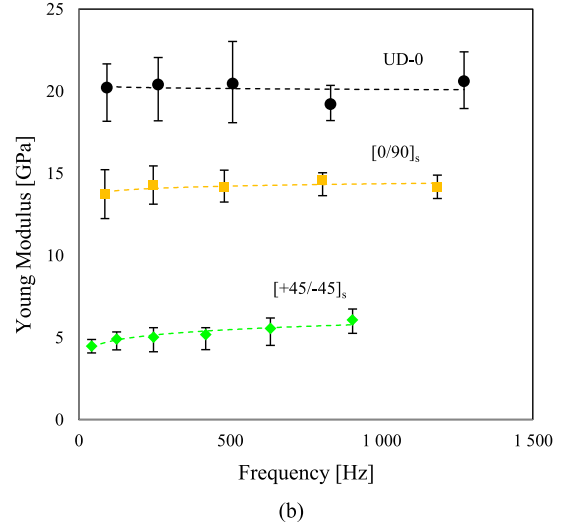 25
20
15
10
5
0
Young Modulus [GPa]
UD-0
[0/90]s
[+45/-45]s
0
500
1 000
1 500
Frequency [Hz]
(b)